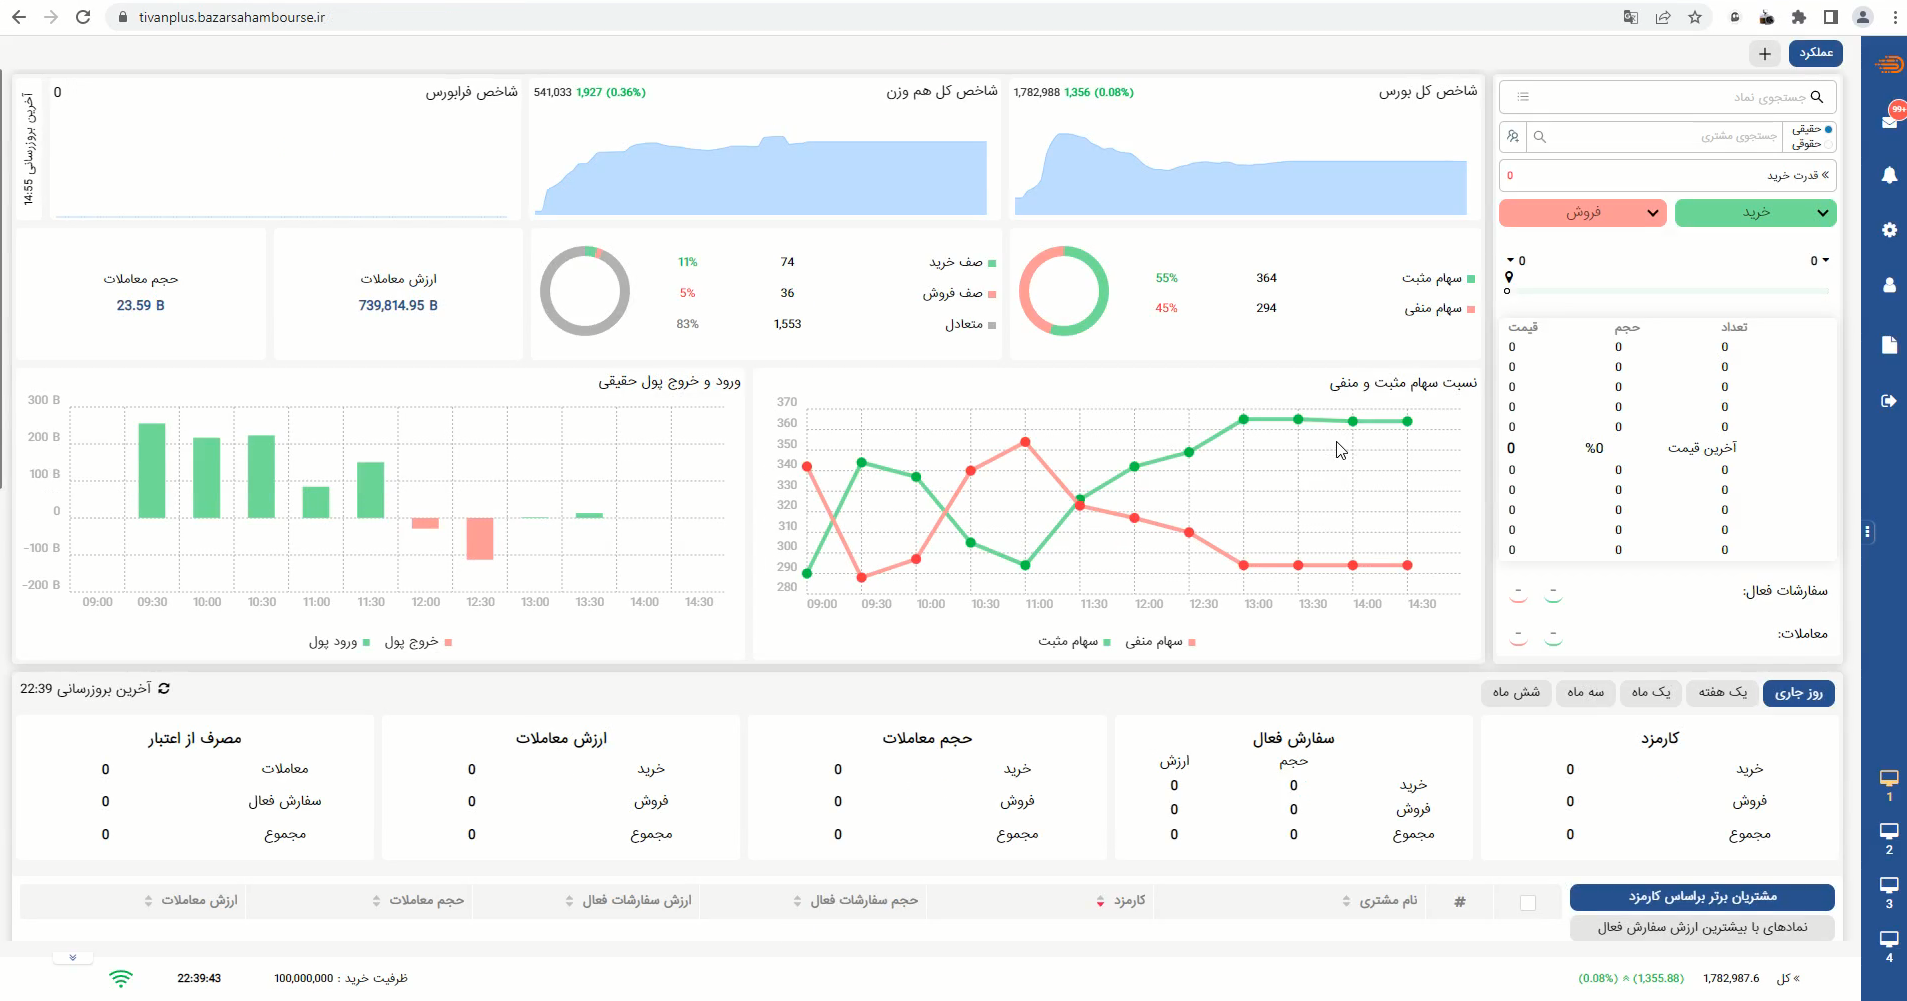 tivanplus.bazarsahambourse.ir
عملکرد
+
99+
شاخص کل بورس
1,782,988 1,356 (0.08%)
شاخص کل هم وزن
541,033 1,927 (0.36%)
شاخص فرابورس
0
آخرین بروزرسانی 14:55
جستجوی نماد
حقیقی
حقوقی
جستجوی مشتری
» قدرت خرید
0
خرید
فروش
0
0
تعداد حجم قیمت
0 0 0
0 0 0
0 0 0
0 0 0
0 0 0
آخرین قیمت %0 0
0 0 0
0 0 0
0 0 0
0 0 0
0 0 0
سفارشات فعال: - -
معاملات: - -
سهام مثبت 364 55%
سهام منفی 294 45%
صف خرید 74 11%
صف فروش 36 5%
متعادل 1,553 83%
ارزش معاملات
739,814.95 B
حجم معاملات
23.59 B
نسبت سهام مثبت و منفی
370
360
350
340
330
320
310
300
290
280
09:00 09:30 10:00 10:30 11:00 11:30 12:00 12:30 13:00 13:30 14:00 14:30
سهام منفی
سهام مثبت
ورود و خروج پول حقیقی
300 B
200 B
100 B
0
-100 B
-200 B
09:00 09:30 10:00 10:30 11:00 11:30 12:00 12:30 13:00 13:30 14:00 14:30
خروج پول
ورود پول
روز جاری
یک هفته
یک ماه
سه ماه
شش ماه
آخرین بروزرسانی 22:39
کارمزد
خرید 0
فروش 0
مجموع 0
سفارش فعال
حجم ارزش
خرید 0 0
فروش 0 0
مجموع 0 0
حجم معاملات
خرید 0
فروش 0
مجموع 0
ارزش معاملات
خرید 0
فروش 0
مجموع 0
مصرف از اعتبار
معاملات 0
سفارش فعال 0
مجموع 0
مشتریان برتر براساس کارمزد
نمادهای با بیشترین ارزش سفارش فعال
# نام مشتری کارمزد حجم سفارشات فعال ارزش سفارشات فعال حجم معاملات ارزش معاملات
1
2
3
4
» کل 1,782,987.6 (1,355.88) (0.08%)
ظرفیت خرید : 100,000,000
22:39:43